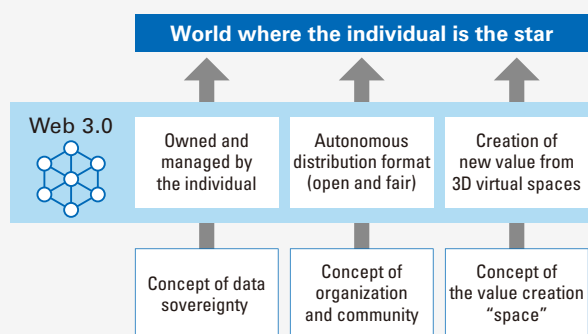 World where the individual is the star
Web 3.0
Owned and
managed by
the individual
Autonomous
distribution format
(open and fair)
Creation of
new value from
3D virtual spaces
Concept of data
sovereignty
Concept of
organization
and community
Concept of
the value creation
“space”